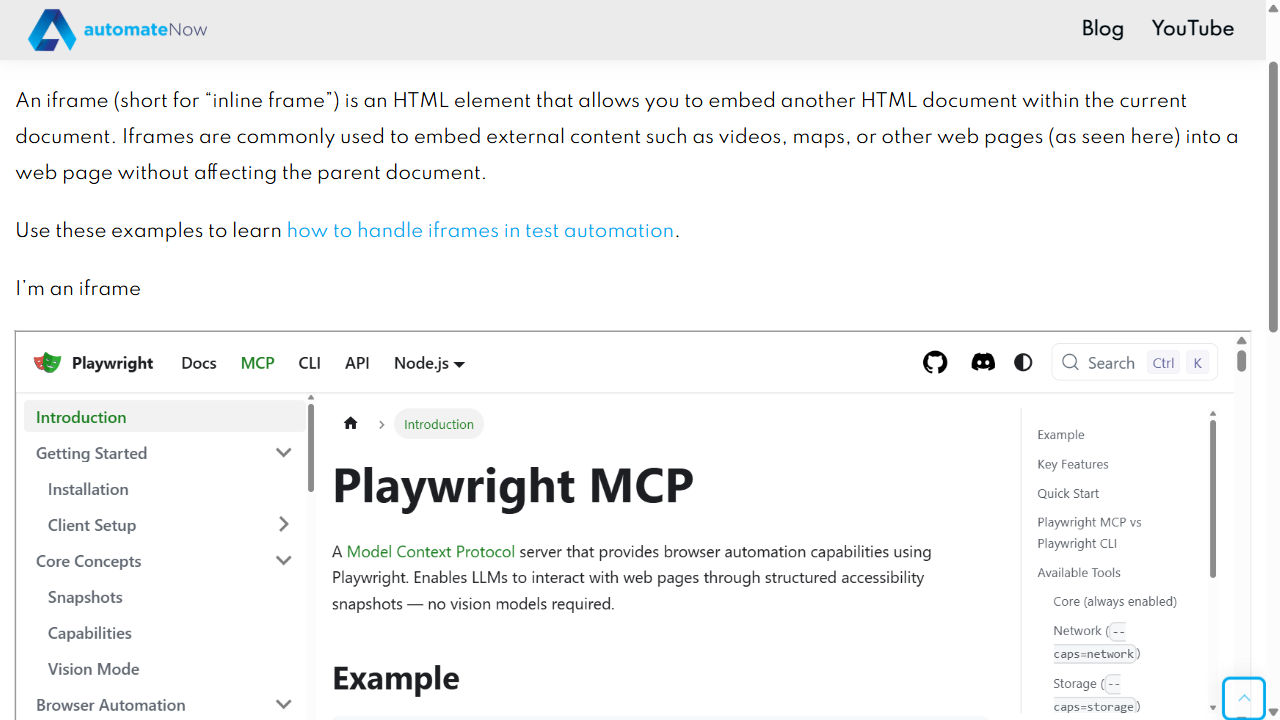 automateNow
Blog
YouTube
An iframe (short for “inline frame”) is an HTML element that allows you to embed another HTML document within the current
document. Iframes are commonly used to embed external content such as videos, maps, or other web pages (as seen here) into a
web page without affecting the parent document.
Use these examples to learn how to handle iframes in test automation.
I’m an iframe
Playwright
Docs
MCP
CLI
API
Node.js
Search
Ctrl
K
Introduction
Getting Started
Installation
Client Setup
Core Concepts
Snapshots
Capabilities
Vision Mode
Browser Automation
Introduction
Playwright MCP
A Model Context Protocol server that provides browser automation capabilities using
Playwright. Enables LLMs to interact with web pages through structured accessibility
snapshots — no vision models required.
Example
Example
Key Features
Quick Start
Playwright MCP vs
Playwright CLI
Available Tools
Core (always enabled)
Network (--
caps=network)
Storage (--
caps=storage)